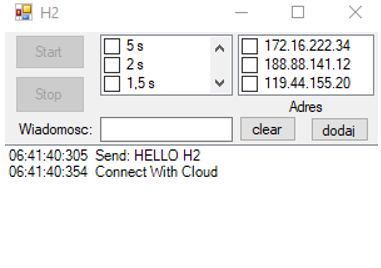 H2
Start
5 s
2 s
1,5 s
172.16.222.34
188.88.141.12
119.44.155.20
Stop
Adres
Wiadomosc:
clear
dodaj
06:41:40:305 Send: HELLO H2
06:41:40:354 Connect With Cloud